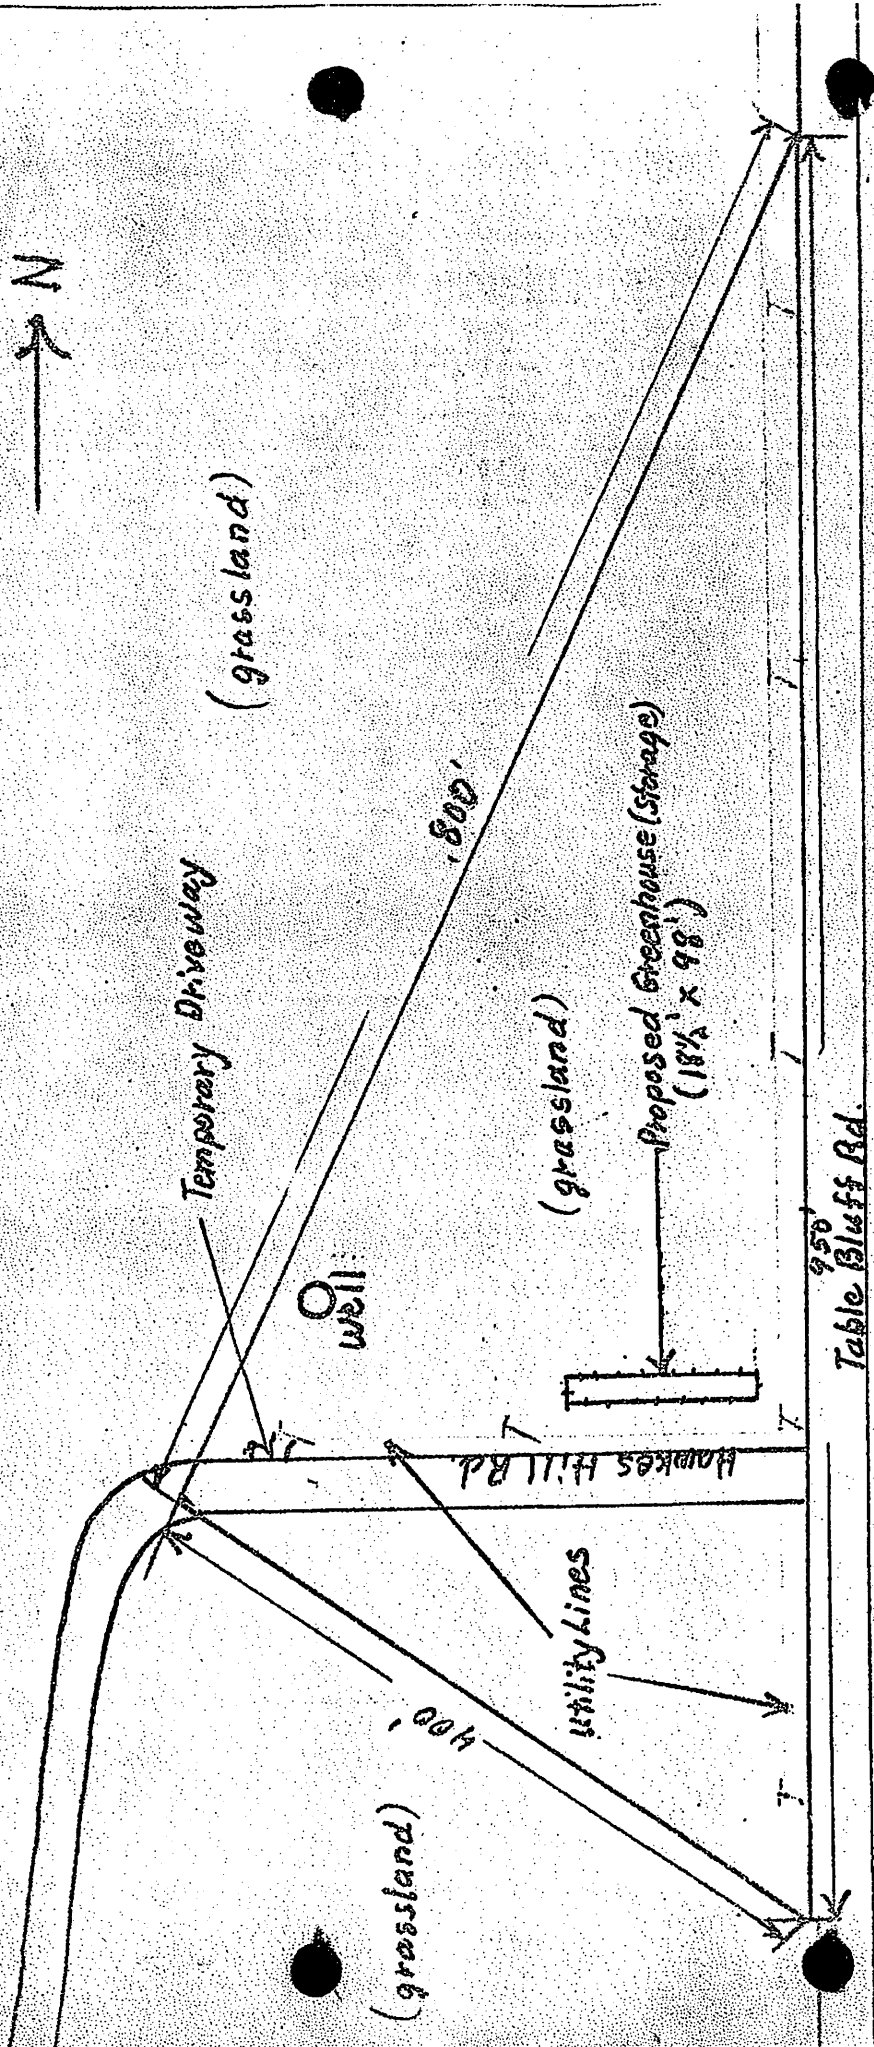 N
(grassland)
Temporary Driveway
800'
Proposed Greenhouse (Storage)
(18½' x 98')
(grassland)
Well
Hawkes Hill Rd.
950'
Table Bluff Rd.
Utility Lines
400'
(grassland)